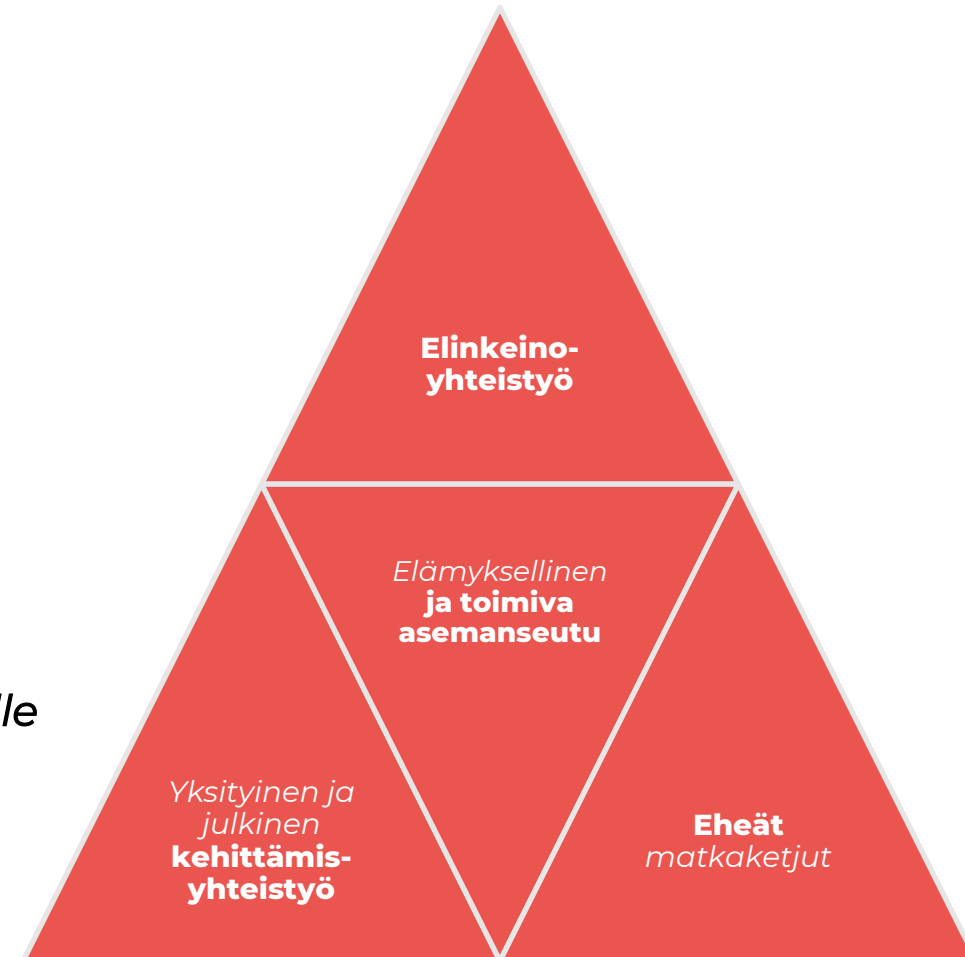 Elinkeino-
yhteistyö
Elämyksellinen
ja toimiva
asemanseutu
Yksityinen ja
julkinen
kehittämis-
yhteistyö
Eheät
matkaketjut